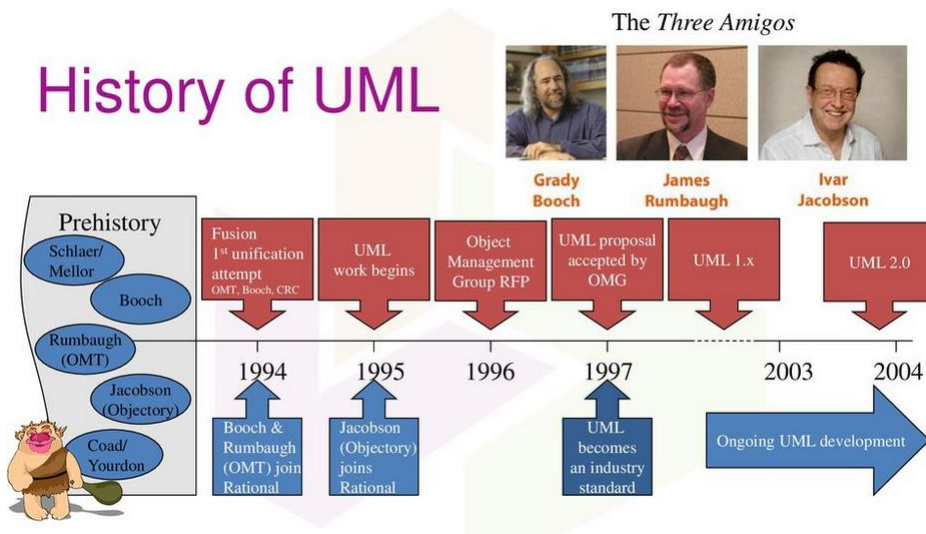 The Three Amigos
History of UML
Grady
Booch
James
Rumbaugh
Ivar
Jacobson
Prehistory
Schlaer/
Mellor
Booch
Rumbaugh
(OMT)
Jacobson
(Objectory)
Coad/
Yourdon
Fusion
1st unification
attempt
OMT, Booch, CRC
UML
work begins
Object
Management
Group RFP
UML proposal
accepted by
OMG
UML 1.x
UML 2.0
1994
1995
1996
1997
2003
2004
Booch &
Rumbaugh
(OMT) join
Rational
Jacobson
(Objectory)
joins
Rational
UML
becomes
an industry
standard
Ongoing UML development